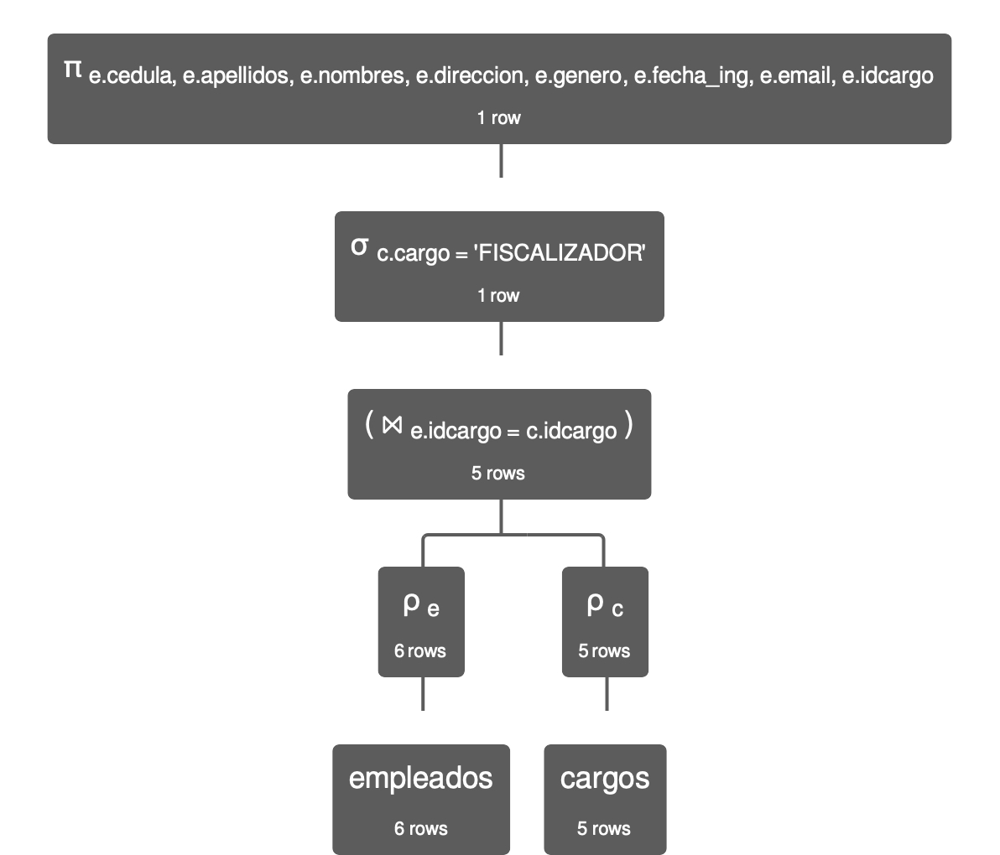 π e.cedula, e.apellidos, e.nombres, e.direccion, e.genero, e.fecha_ing, e.email, e.idcargo
1 row
σ c.cargo = 'FISCALIZADOR'
1 row
( ⋈ e.idcargo = c.idcargo )
5 rows
ρ e
6 rows
ρ c
5 rows
empleados
6 rows
cargos
5 rows